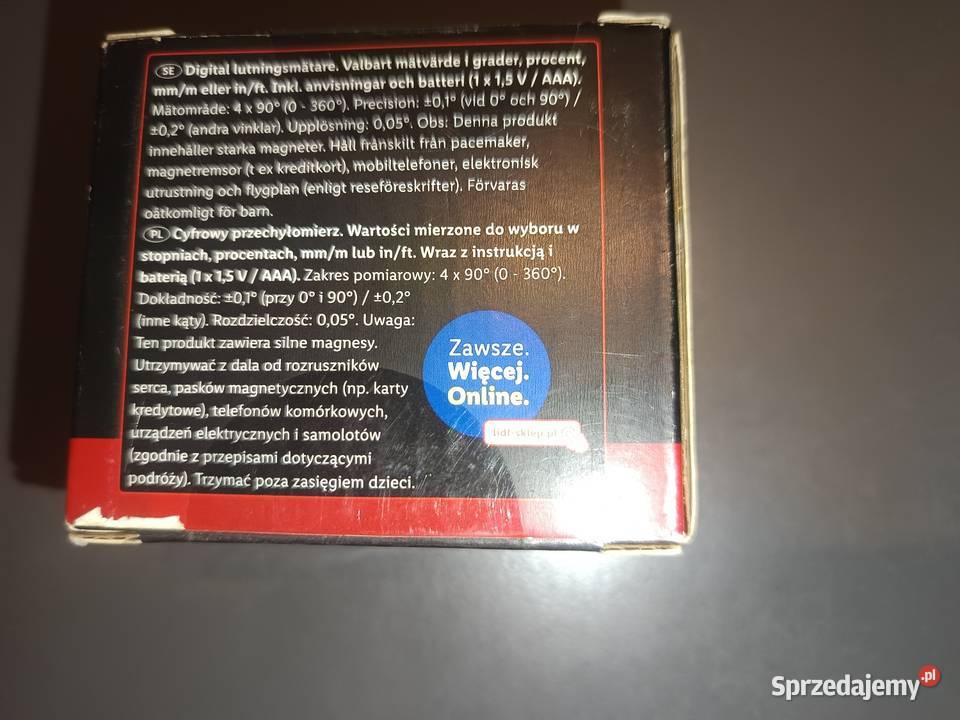 SE Digital lutningsmätare. Valbart mätvärde i grader, procent,
mm/m eller in/ft. Inkl. anvisningar och batteri (1 x 1,5 V / AAA).
Mätområde: 4 x 90° (0 - 360°). Precision: ±0,1° (vid 0° och 90°) /
±0,2° (andra vinklar). Upplösning: 0,05°. Obs: Denna produkt
innehåller starka magneter. Håll frånskilt från pacemaker,
magnetremsor (t ex kreditkort), mobiltelefoner, elektronisk
utrustning och flygplan (enligt reseföreskrifter). Förvaras
oåtkomligt för barn.
PL Cyfrowy przechyłomierz. Wartości mierzone do wyboru w
stopniach, procentach, mm/m lub in/ft. Wraz z instrukcją i
baterią (1 x 1,5 V / AAA). Zakres pomiarowy: 4 x 90° (0 - 360°).
Dokładność: ±0,1° (przy 0° i 90°) / ±0,2°
(inne kąty). Rozdzielczość: 0,05°. Uwaga:
Ten produkt zawiera silne magnesy.
Utrzymywać z dala od rozruszników
serca, pasków magnetycznych (np. karty
kredytowe), telefonów komórkowych,
urządzeń elektrycznych i samolotów
(zgodnie z przepisami dotyczącymi
podróży). Trzymać poza zasięgiem dzieci.
Zawsze.
Więcej.
Online.
lidl-sklep.pl
Sprzedajemy.pl